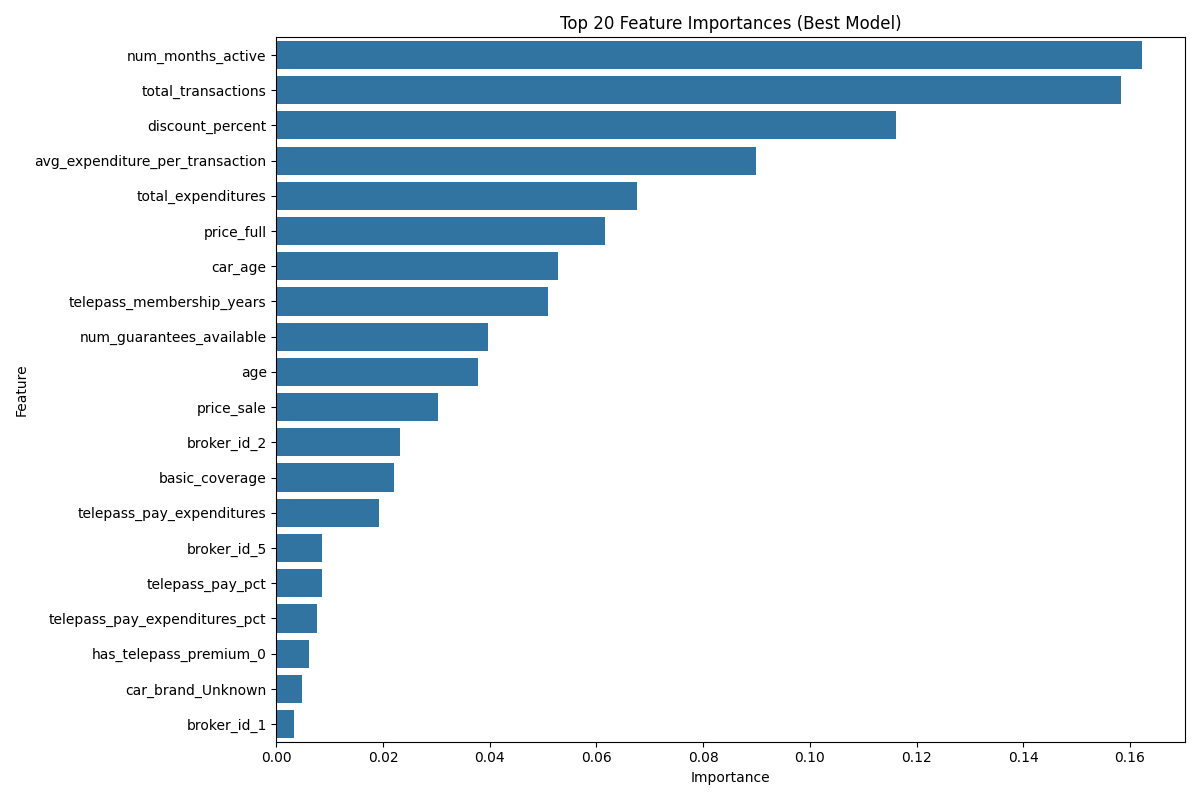 Top 20 Feature Importances (Best Model)
num_months_active
total_transactions
discount_percent
avg_expenditure_per_transaction
total_expenditures
price_full
car_age
telepass_membership_years
num_guarantees_available
age
price_sale
broker_id_2
basic_coverage
telepass_pay_expenditures
broker_id_5
telepass_pay_pct
telepass_pay_expenditures_pct
has_telepass_premium_0
car_brand_Unknown
broker_id_1
Feature
0.00 0.02 0.04 0.06 0.08 0.10 0.12 0.14 0.16
Importance